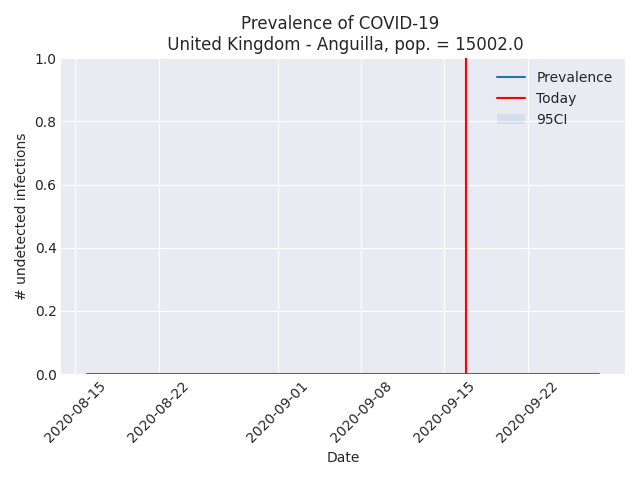 Prevalence of COVID-19
United Kingdom - Anguilla, pop. = 15002.0
1.0
0.8
0.6
0.4
0.2
0.0
# undetected infections
Prevalence
Today
95CI
2020-08-15
2020-08-22
2020-09-01
2020-09-08
2020-09-15
2020-09-22
Date